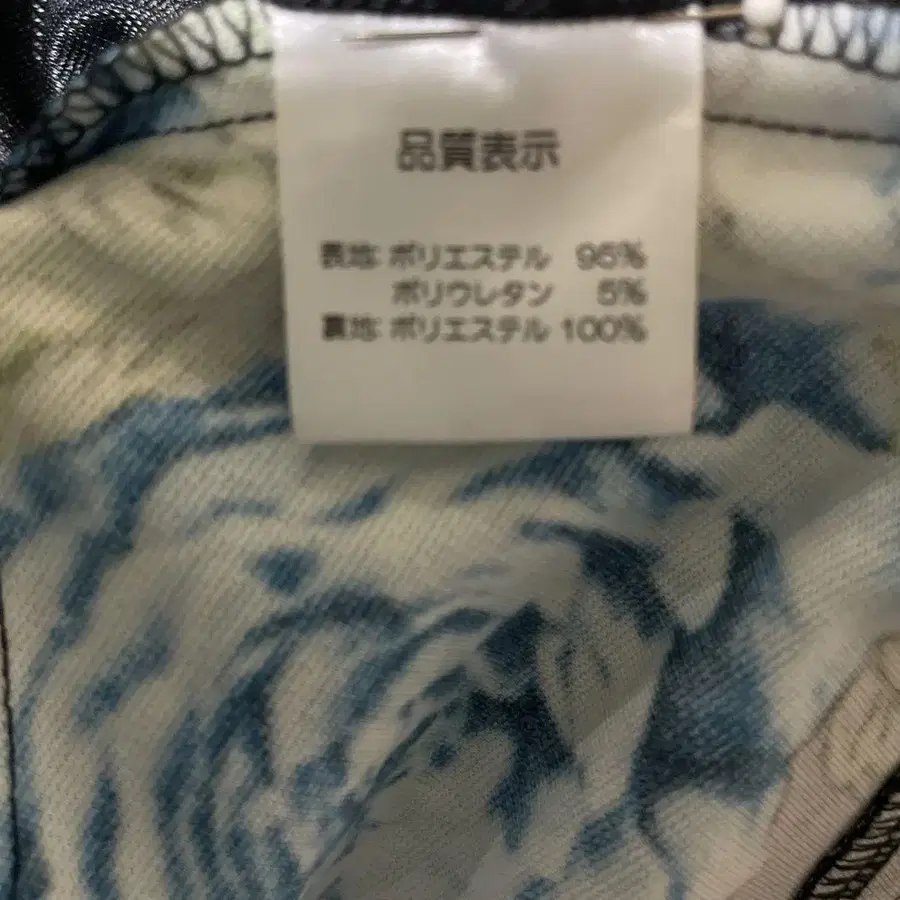 品質表示
表地: ポリエステル 95%
ポリウレタン 5%
裏地: ポリエステル 100%